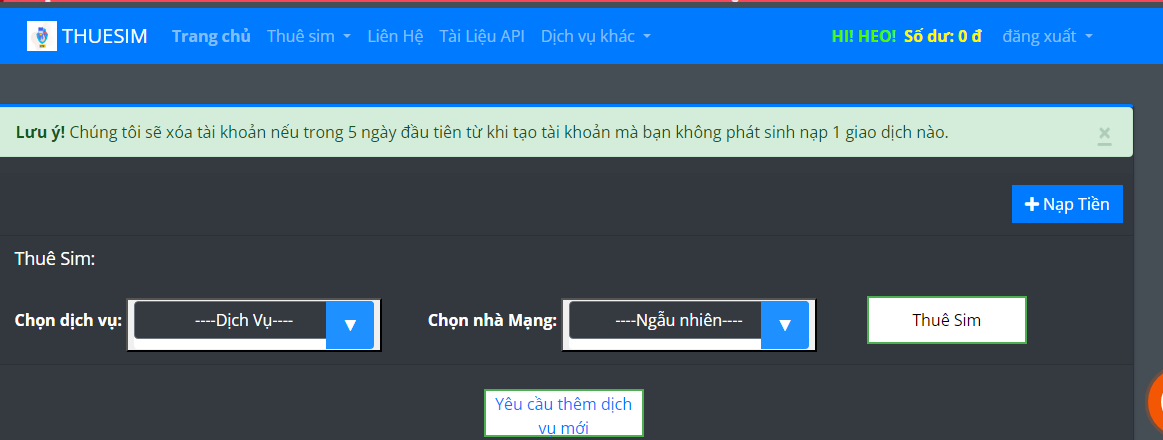 THUESIM Trang chủ Thuê sim Liên Hệ Tài Liệu API Dịch vụ khác HI! HEO! Số dư: 0 đ đăng xuất
Lưu ý! Chúng tôi sẽ xóa tài khoản nếu trong 5 ngày đầu tiên từ khi tạo tài khoản mà bạn không phát sinh nạp 1 giao dịch nào. ×
+ Nạp Tiền
Thuê Sim:
Chọn dịch vụ: ----Dịch Vụ---- ▼ Chọn nhà Mạng: ----Ngẫu nhiên---- ▼ Thuê Sim
Yêu cầu thêm dịch
vụ mới